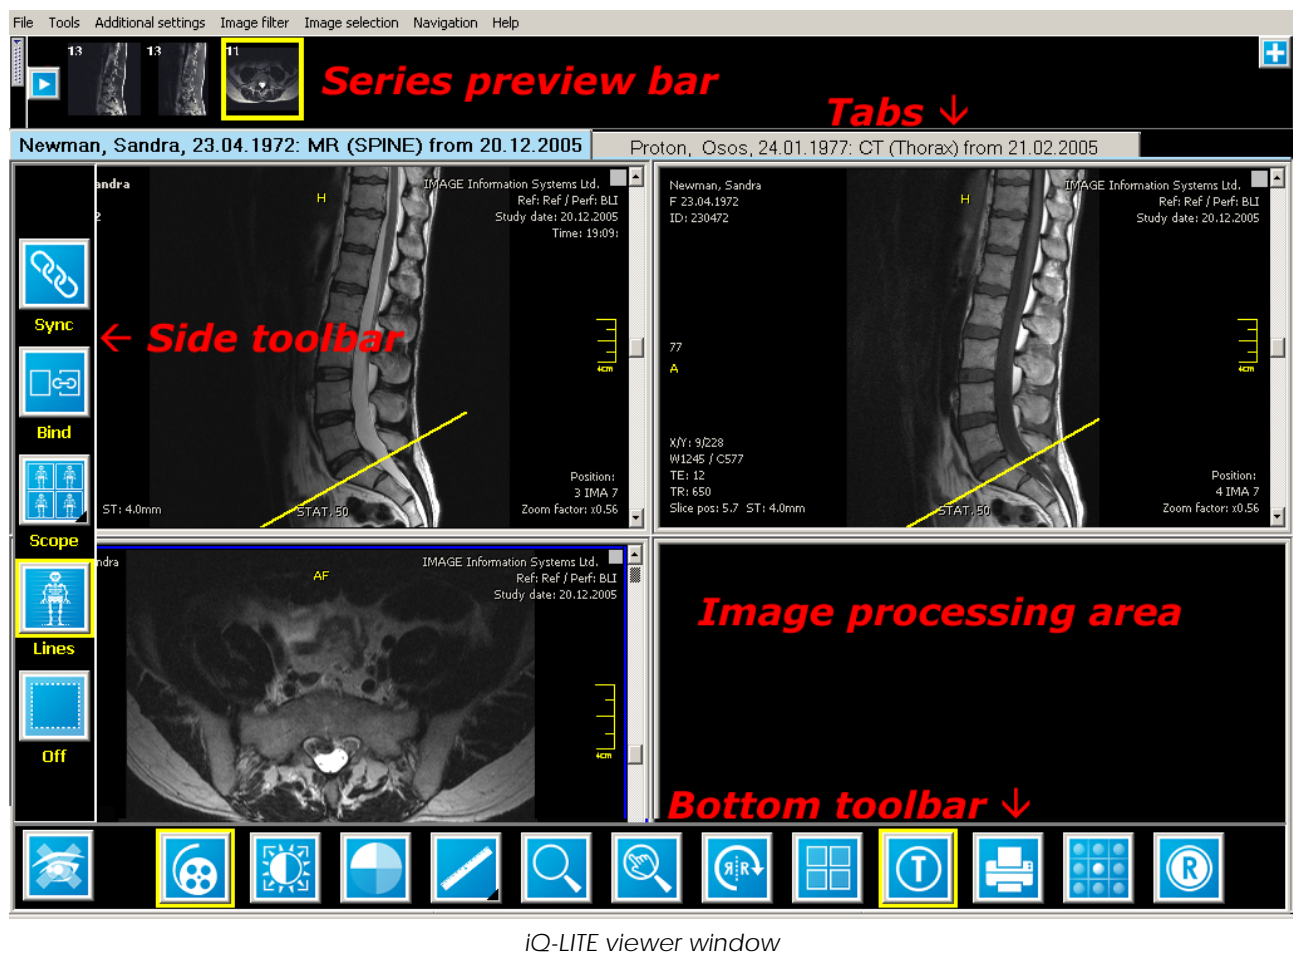 File Tools Additional settings Image filter Image selection Navigation Help
13 13 11
Series preview bar
Tabs ↓
Newman, Sandra, 23.04.1972: MR (SPINE) from 20.12.2005
Proton, Osos, 24.01.1977: CT (Thorax) from 21.02.2005
andra
2
H
IMAGE Information Systems Ltd.
Ref: Ref / Perf: BLI
Study date: 20.12.2005
Time: 19:09:
4cm
Position:
3 IMA 7
Zoom factor: x0.56
STAT. 50
ST: 4.0mm
Newman, Sandra
F 23.04.1972
ID: 230472
H
IMAGE Information Systems Ltd.
Ref: Ref / Perf: BLI
Study date: 20.12.2005
77
A
4cm
X/Y: 9/228
W1245 / C577
TE: 12
TR: 650
Slice pos: 5.7 ST: 4.0mm
STAT. 50
Position:
4 IMA 7
Zoom factor: x0.56
Sync
← Side toolbar
Bind
Scope
Lines
Off
ndra
AF
IMAGE Information Systems Ltd.
Ref: Ref / Perf: BLI
Study date: 20.12.2005
4cm
Image processing area
Bottom toolbar ↓
R R
T
R
iQ-LITE viewer window